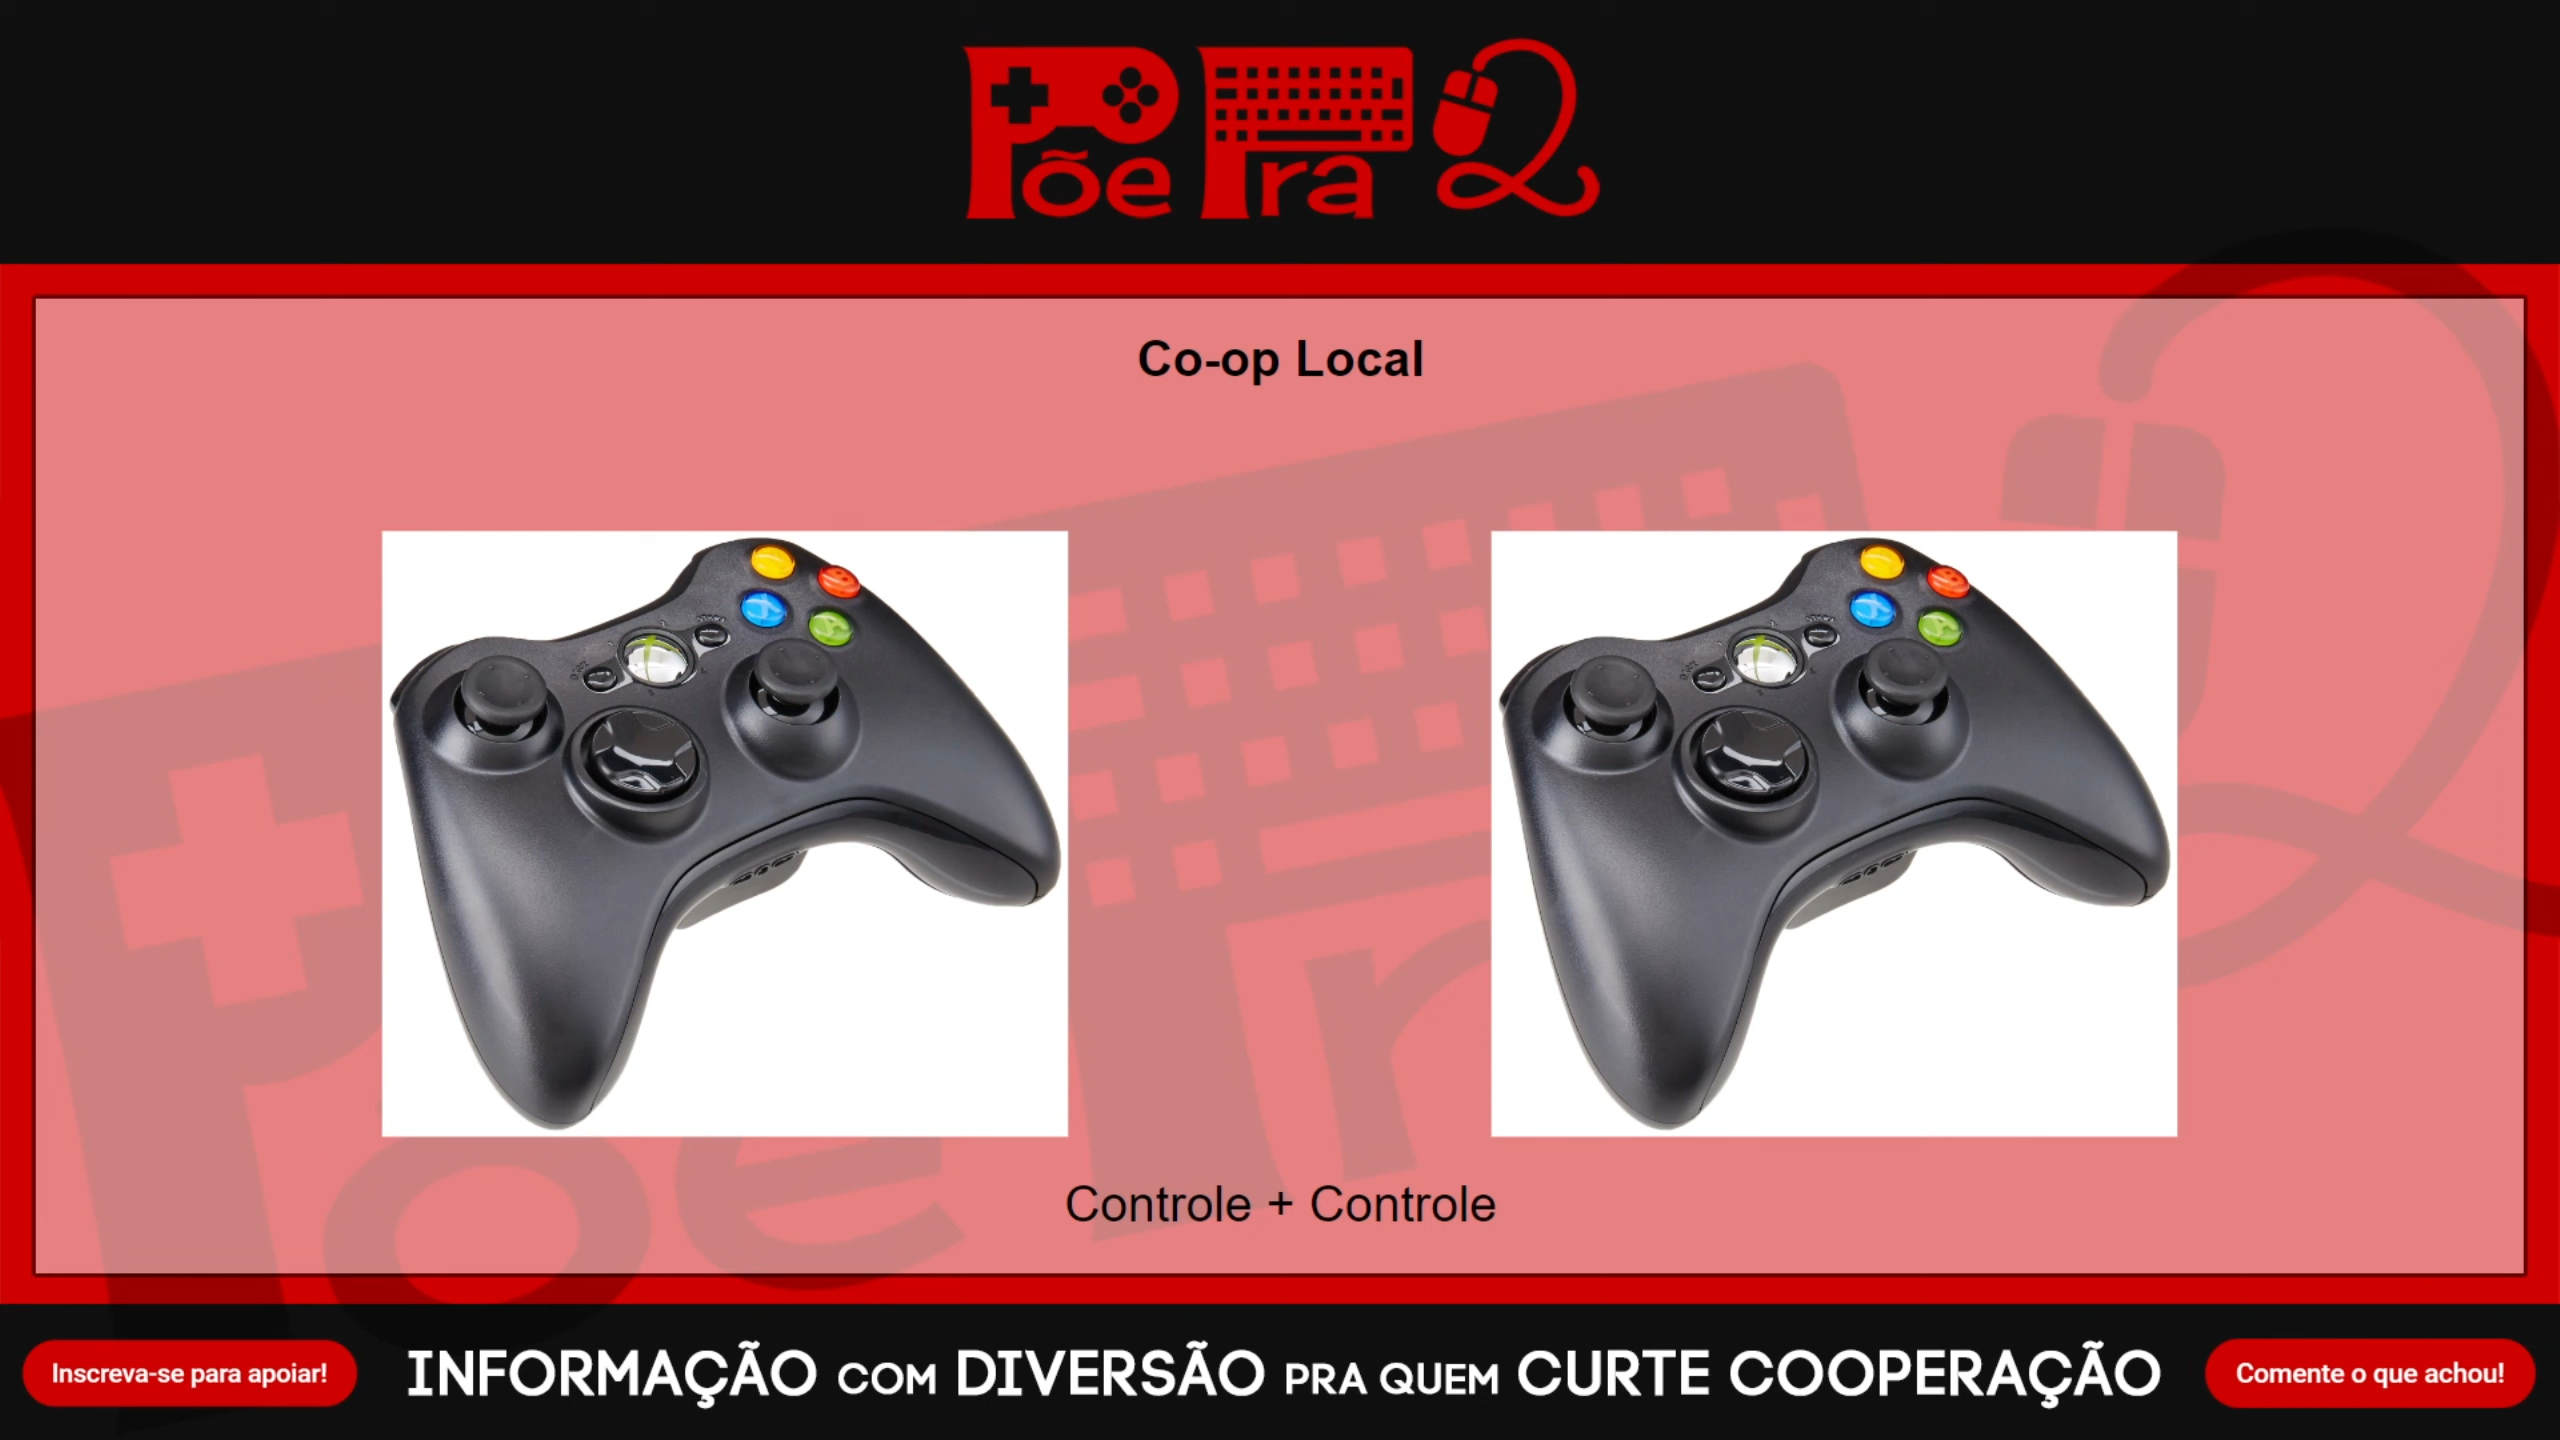 Põe Pra 2
Co-op Local
Controle + Controle
Inscreva-se para apoiar!
INFORMAÇÃO COM DIVERSÃO PRA QUEM CURTE COOPERAÇÃO
Comente o que achou!